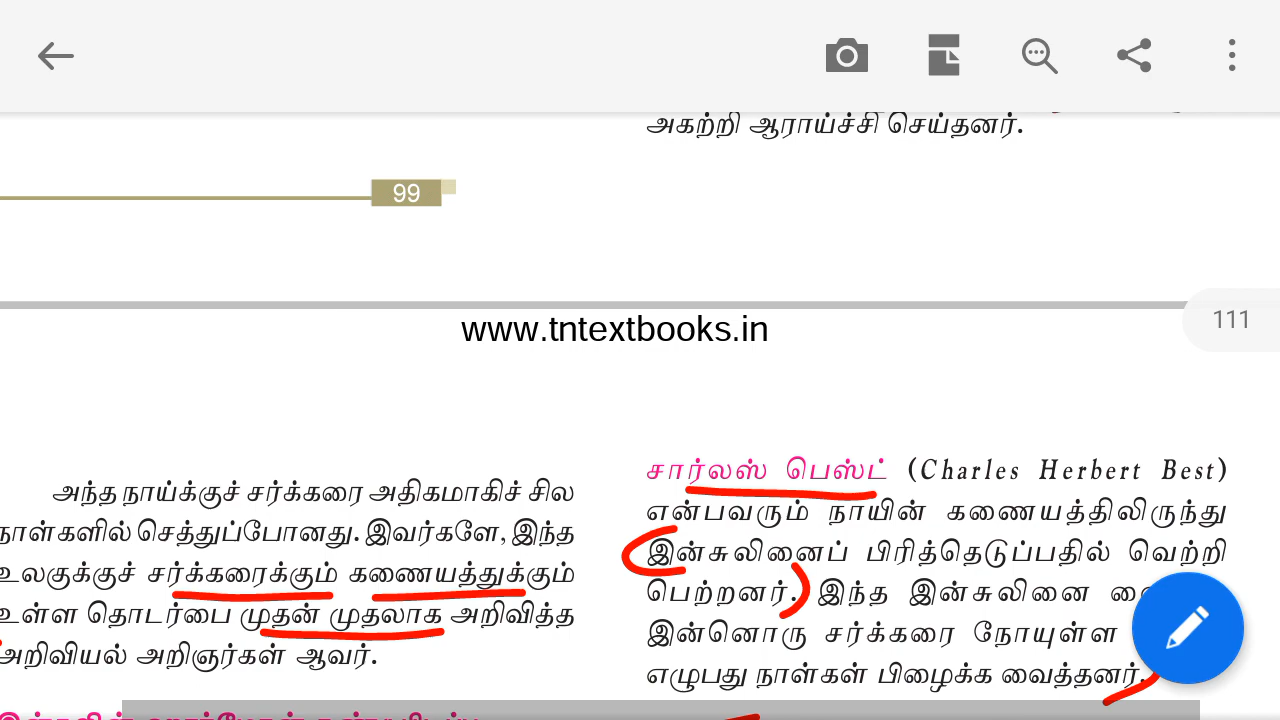 அகற்றி ஆராய்ச்சி செய்தனர்.
99
www.tntextbooks.in
111
அந்த நாய்க்குச் சர்க்கரை அதிகமாகிச் சில
நாள்களில் செத்துப்போனது. இவர்களே, இந்த
உலகுக்குச் சர்க்கரைக்கும் கணையத்துக்கும்
உள்ள தொடர்பை முதன் முதலாக அறிவித்த
அறிவியல் அறிஞர்கள் ஆவர்.
சார்லஸ் பெஸ்ட் (Charles Herbert Best)
என்பவரும் நாயின் கணையத்திலிருந்து
இன்சுலினைப் பிரித்தெடுப்பதில் வெற்றி
பெற்றனர். இந்த இன்சுலினை
இன்னொரு சர்க்கரை நோயுள்ள
எழுபது நாள்கள் பிழைக்க வைத்தனர்.